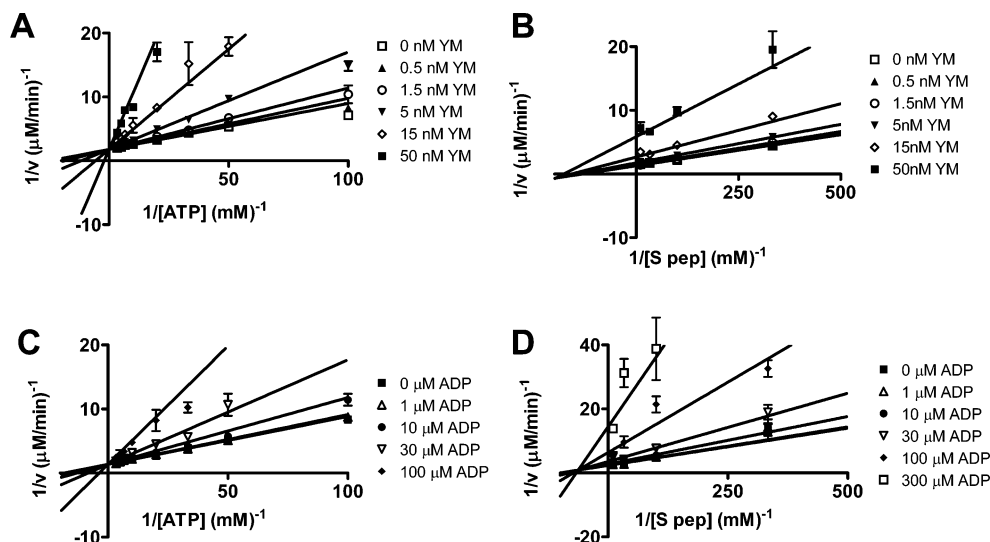 A
20
10
-10
50
100
1/v (μM/min)-1
1/[ATP] (mM)-1
0 nM YM
0.5 nM YM
1.5 nM YM
5 nM YM
15 nM YM
50 nM YM
B
20
10
-10
250
500
1/v (μM/min)-1
1/[S pep] (mM)-1
0 nM YM
0.5 nM YM
1.5nM YM
5nM YM
15nM YM
50nM YM
C
20
10
-10
50
100
1/v (μM/min)-1
1/[ATP] (mM)-1
0 μM ADP
1 μM ADP
10 μM ADP
30 μM ADP
100 μM ADP
D
40
20
-20
250
500
1/v (μM/min)-1
1/[S pep] (mM)-1
0 μM ADP
1 μM ADP
10 μM ADP
30 μM ADP
100 μM ADP
300 μM ADP